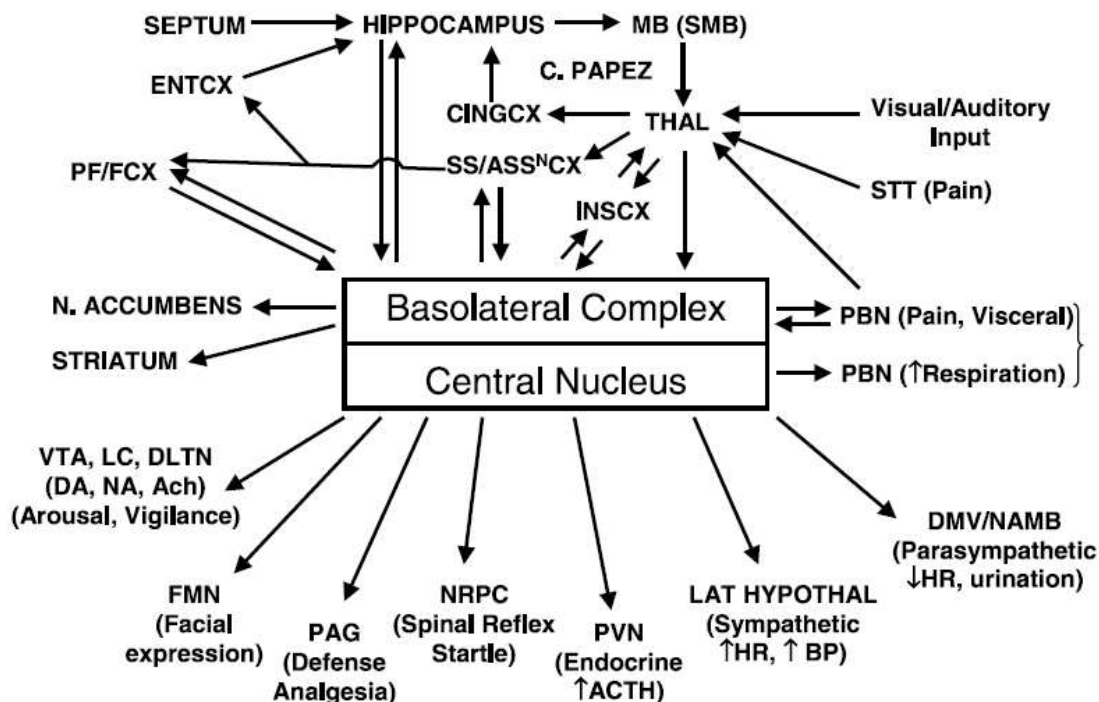 SEPTUM
HIPPOCAMPUS
MB (SMB)
ENTCX
C. PAPEZ
CINGCX
THAL
Visual/Auditory
Input
PF/FCX
SS/ASSᴺCX
STT (Pain)
INSCX
N. ACCUMBENS
Basolateral Complex
PBN (Pain, Visceral)
STRIATUM
Central Nucleus
PBN (↑Respiration)
VTA, LC, DLTN
(DA, NA, Ach)
(Arousal, Vigilance)
FMN
(Facial
expression)
PAG
(Defense
Analgesia)
NRPC
(Spinal Reflex
Startle)
PVN
(Endocrine
↑ACTH)
LAT HYPOTHAL
(Sympathetic
↑HR, ↑ BP)
DMV/NAMB
(Parasympathetic
↓HR, urination)